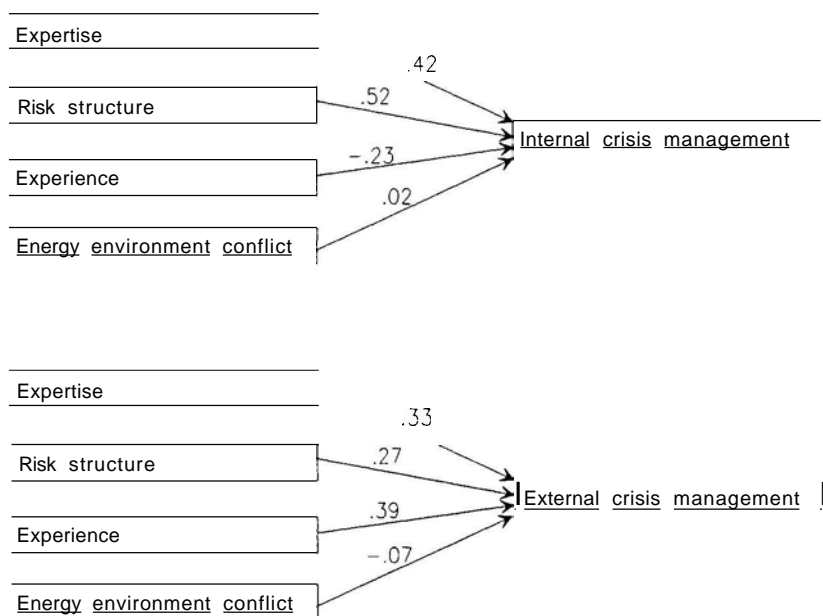 Expertise
.42
Risk structure
.52
Internal crisis management
Experience
-.23
.02
Energy environment conflict
Expertise
.33
Risk structure
.27
External crisis management
Experience
.39
-.07
Energy environment conflict